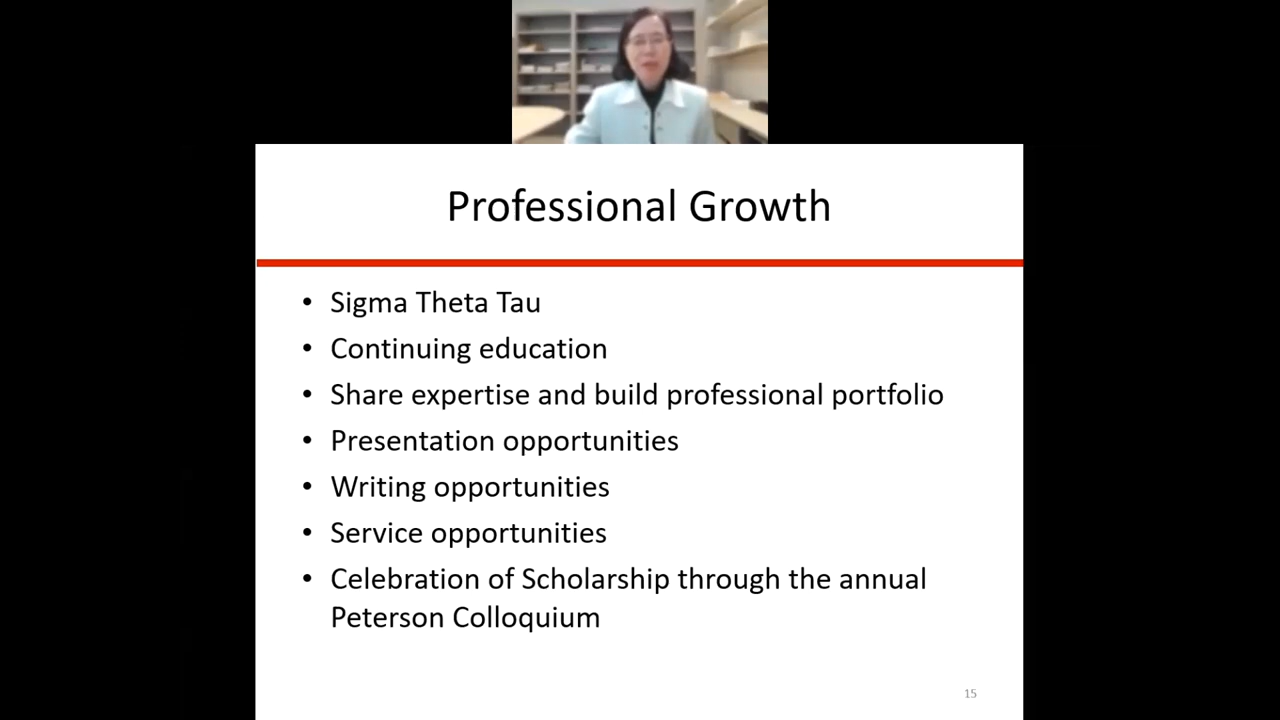 Professional Growth
• Sigma Theta Tau
• Continuing education
• Share expertise and build professional portfolio
• Presentation opportunities
• Writing opportunities
• Service opportunities
• Celebration of Scholarship through the annual
Peterson Colloquium
15